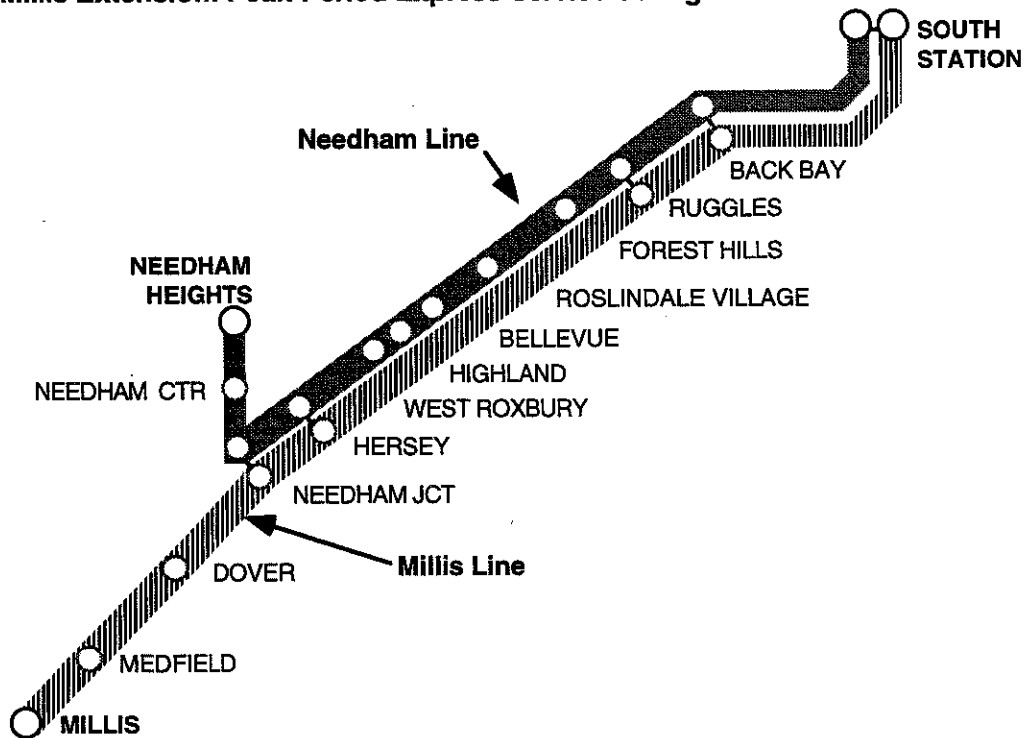 SOUTH
STATION
Needham Line
BACK BAY
RUGGLES
FOREST HILLS
NEEDHAM
HEIGHTS
ROSLINDALE VILLAGE
BELLEVUE
NEEDHAM CTR
HIGHLAND
WEST ROXBURY
HERSEY
NEEDHAM JCT
DOVER
Millis Line
MEDFIELD
MILLIS